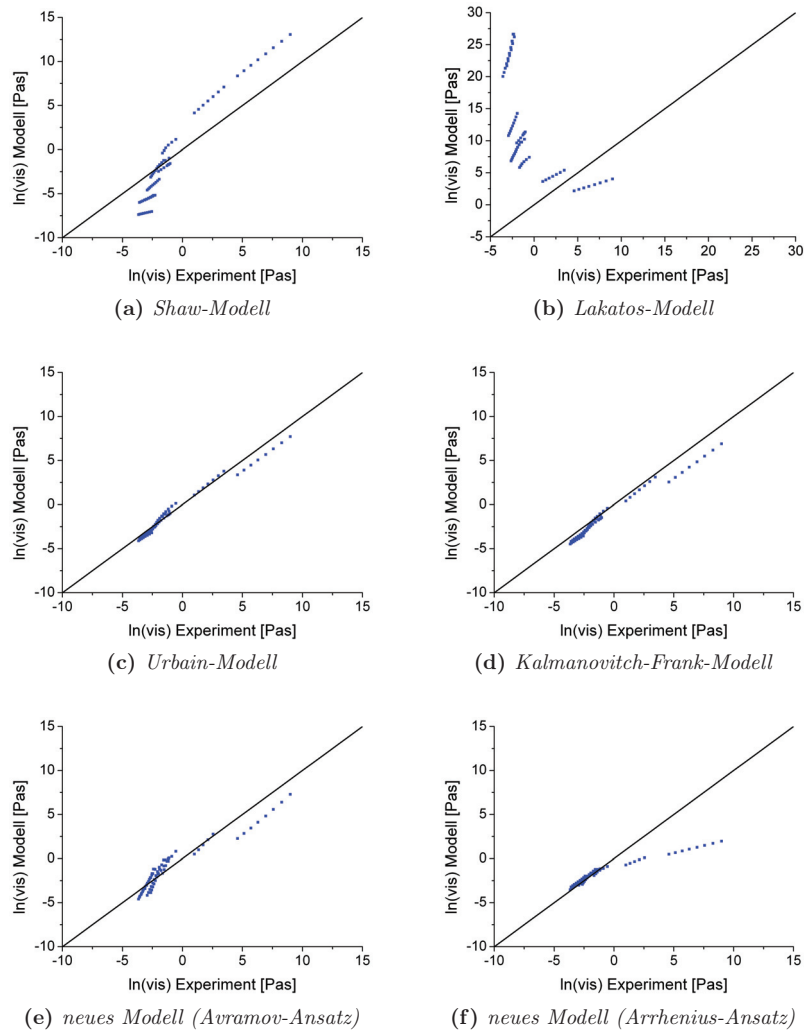 15
10
5
0
-5
-10
ln(vis) Modell [Pas]
-10 -5 0 5 10 15
ln(vis) Experiment [Pas]
(a) Shaw-Modell
30
25
20
15
10
5
0
-5
ln(vis) Modell [Pas]
-5 0 5 10 15 20 25 30
ln(vis) Experiment [Pas]
(b) Lakatos-Modell
15
10
5
0
-5
-10
ln(vis) Modell [Pas]
-10 -5 0 5 10 15
ln(vis) Experiment [Pas]
(c) Urbain-Modell
15
10
5
0
-5
-10
ln(vis) Modell [Pas]
-10 -5 0 5 10 15
ln(vis) Experiment [Pas]
(d) Kalmanovitch-Frank-Modell
15
10
5
0
-5
-10
ln(vis) Modell [Pas]
-10 -5 0 5 10 15
ln(vis) Experiment [Pas]
(e) neues Modell (Avramov-Ansatz)
15
10
5
0
-5
-10
ln(vis) Modell [Pas]
-10 -5 0 5 10 15
ln(vis) Experiment [Pas]
(f) neues Modell (Arrhenius-Ansatz)